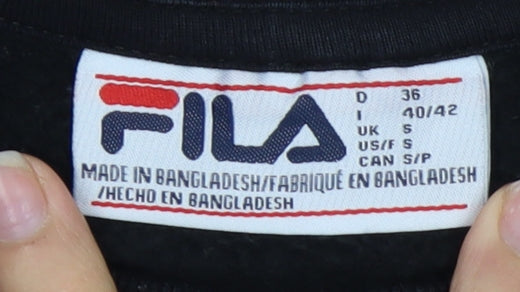 FILA
D 36
I 40/42
UK S
US/F S
CAN S/P
MADE IN BANGLADESH/FABRIQUÉ EN BANGLADESH
/HECHO EN BANGLADESH